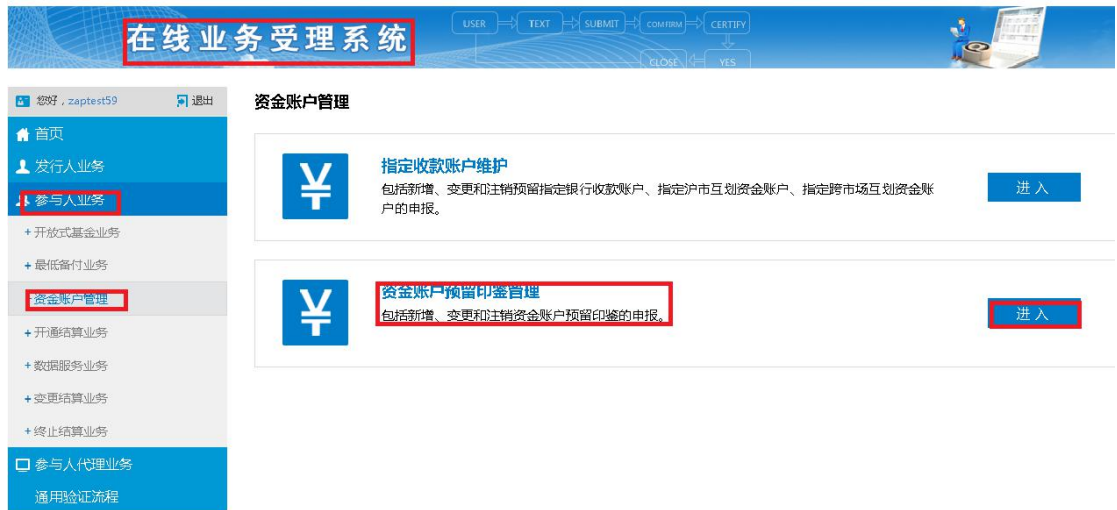 在线业务受理系统
USER TEXT SUBMIT COMFIRM CERTIFY
CLOSE YES
您好，zaptest59 退出
资金账户管理
首页
发行人业务
参与人业务
+开放式基金业务
+最低备付业务
资金账户管理
+开通结算业务
+数据服务业务
+变更结算业务
+终止结算业务
参与人代理业务
通用验证流程
指定收款账户维护
包括新增、变更和注销预留指定银行收款账户、指定沪市互划资金账户、指定跨市场互划资金账
户的申报。
进入
资金账户预留印鉴管理
包括新增、变更和注销资金账户预留印鉴的申报。
进入